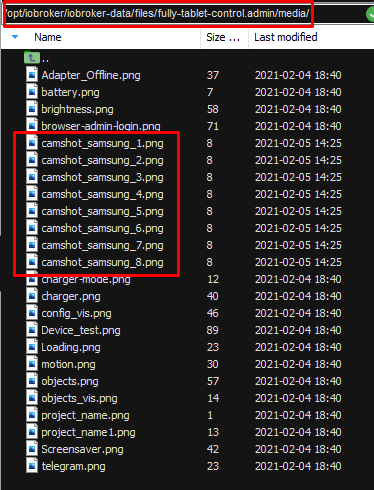 /opt/iobroker/iobroker-data/files/fully-tablet-control.admin/media/
Name Size ... Modified
..
Adapter_Offline.png 37 2021-02-04 18:40
battery.png 7 2021-02-04 18:40
brightness.png 58 2021-02-04 18:40
browser-admin-login.png 71 2021-02-04 18:40
camshot_samsung_1.png 8 2021-02-05 14:25
camshot_samsung_2.png 8 2021-02-05 14:25
camshot_samsung_3.png 8 2021-02-05 14:25
camshot_samsung_4.png 8 2021-02-05 14:25
camshot_samsung_5.png 8 2021-02-05 14:25
camshot_samsung_6.png 8 2021-02-05 14:25
camshot_samsung_7.png 8 2021-02-05 14:25
camshot_samsung_8.png 8 2021-02-05 14:25
charger-mode.png 12 2021-02-04 18:40
charger.png 40 2021-02-04 18:40
config_vis.png 46 2021-02-04 18:40
Device_test.png 89 2021-02-04 18:40
Loading.png 23 2021-02-04 18:40
motion.png 30 2021-02-04 18:40
objects.png 57 2021-02-04 18:40
objects_vis.png 14 2021-02-04 18:40
project_name.png 1 2021-02-04 18:40
project_name1.png 13 2021-02-04 18:40
Screensaver.png 42 2021-02-04 18:40
telegram.png 23 2021-02-04 18:40